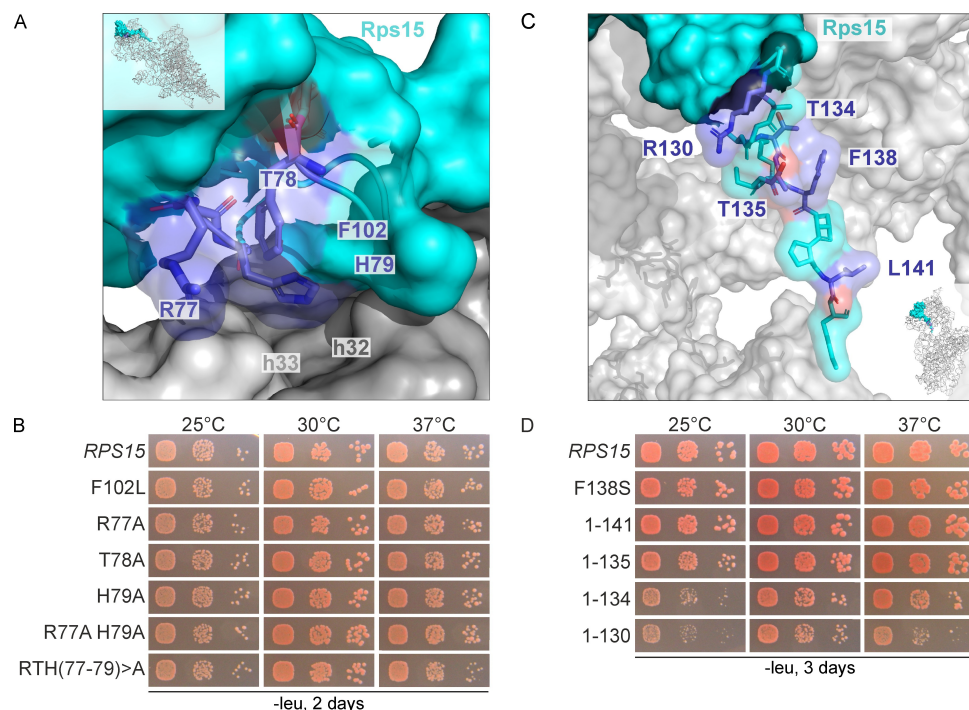 A
Rps15
T78
F102
H79
R77
h32
h33
B
25°C 30°C 37°C
RPS15
F102L
R77A
T78A
H79A
R77A H79A
RTH(77-79)>A
-leu, 2 days
C
Rps15
T134
R130
F138
T135
L141
D
25°C 30°C 37°C
RPS15
F138S
1-141
1-135
1-134
1-130
-leu, 3 days